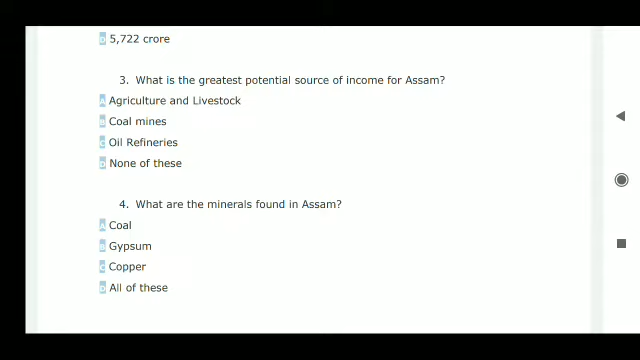 D 5,722 crore
3. What is the greatest potential source of income for Assam?
A Agriculture and Livestock
B Coal mines
C Oil Refineries
D None of these
4. What are the minerals found in Assam?
A Coal
B Gypsum
C Copper
D All of these